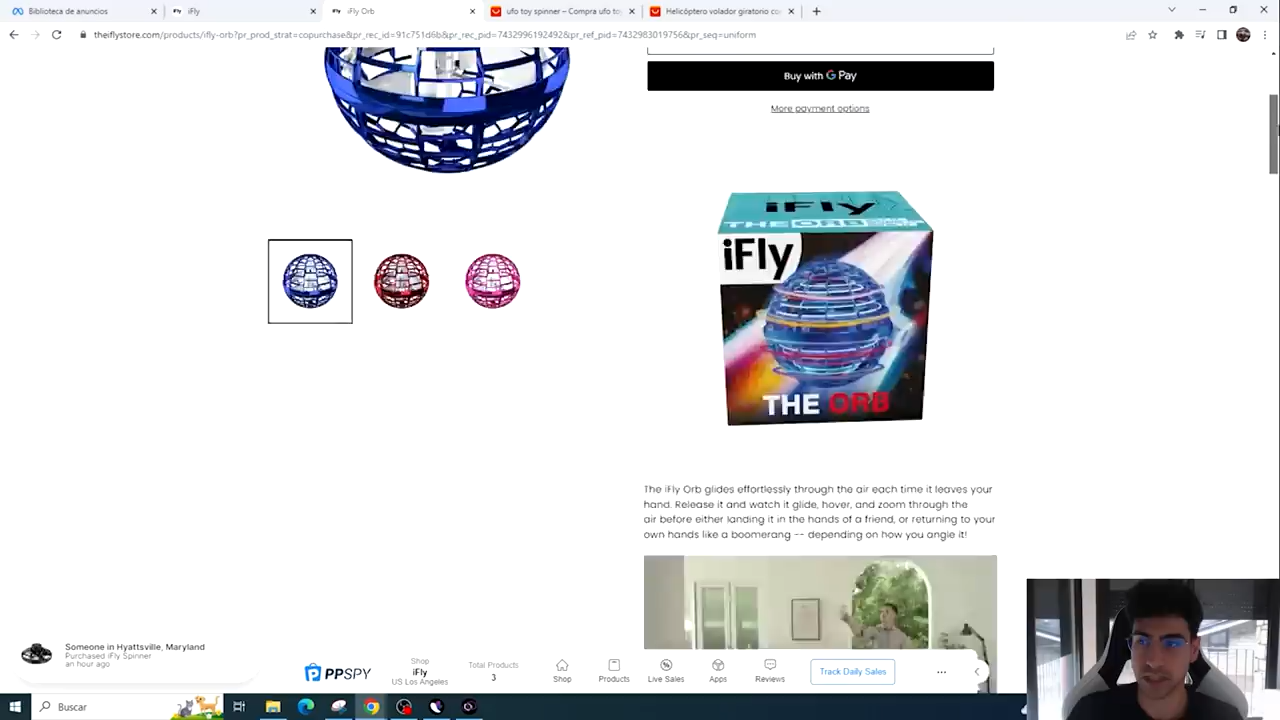 Biblioteca de anuncios
iFly
iFly Orb
ufo toy spinner – Compra ufo to
Helicóptero volador giratorio co
theiflystore.com/products/ifly-orb?pr_prod_strat=copurchase&pr_rec_id=91c751d6b&pr_rec_pid=7432996192492&pr_ref_pid=7432983019756&pr_seq=uniform
Buy with G Pay
More payment options
iFly
THE ORB
iFly
THE ORB
The iFly Orb glides effortlessly through the air each time it leaves your
hand. Release it and watch it glide, hover, and zoom through the
air before either landing it in the hands of a friend, or returning to your
own hands like a boomerang -- depending on how you angle it!
Someone in Hyattsville, Maryland
Purchased iFly Spinner
an hour ago
PPSPY
Shop
iFly
US Los Angeles
Total Products
3
Shop
Products
Live Sales
Apps
Reviews
Track Daily Sales
Buscar